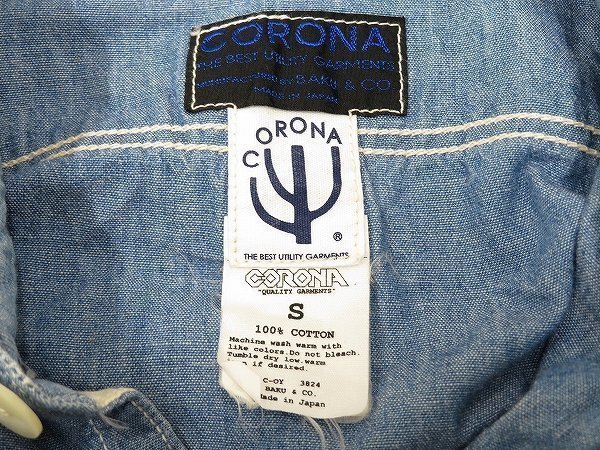 CORONA
THE BEST UTILITY GARMENTS
MANUFACTURED BY BAKU & CO
MADE IN JAPAN
CORONA
®
THE BEST UTILITY GARMENTS
CORONA
"QUALITY GARMENTS"
S
100% COTTON
Machine wash warm with
like colors.Do not bleach.
Tumble dry low.warm
if desired.
C-OY 3824
BAKU & CO.
Made in Japan